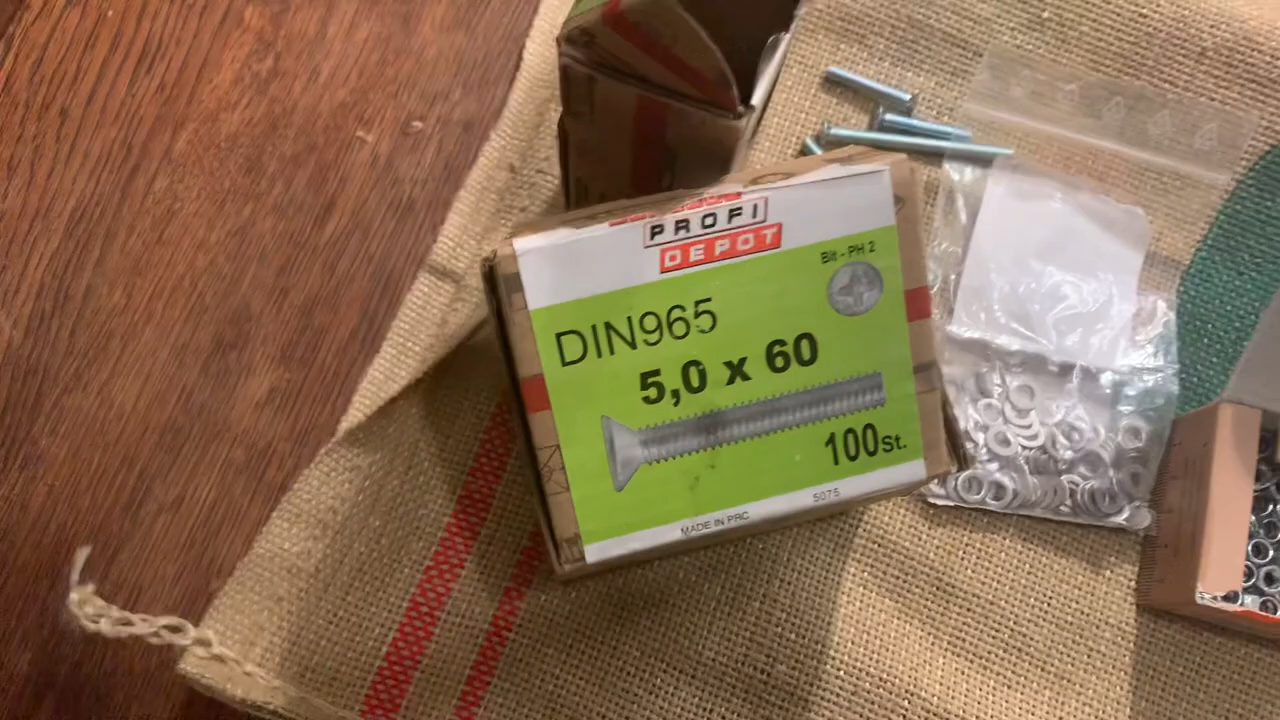 PROFI
DEPOT
Bit - PH 2
DIN965
5,0 x 60
100St.
5075
MADE IN PRC